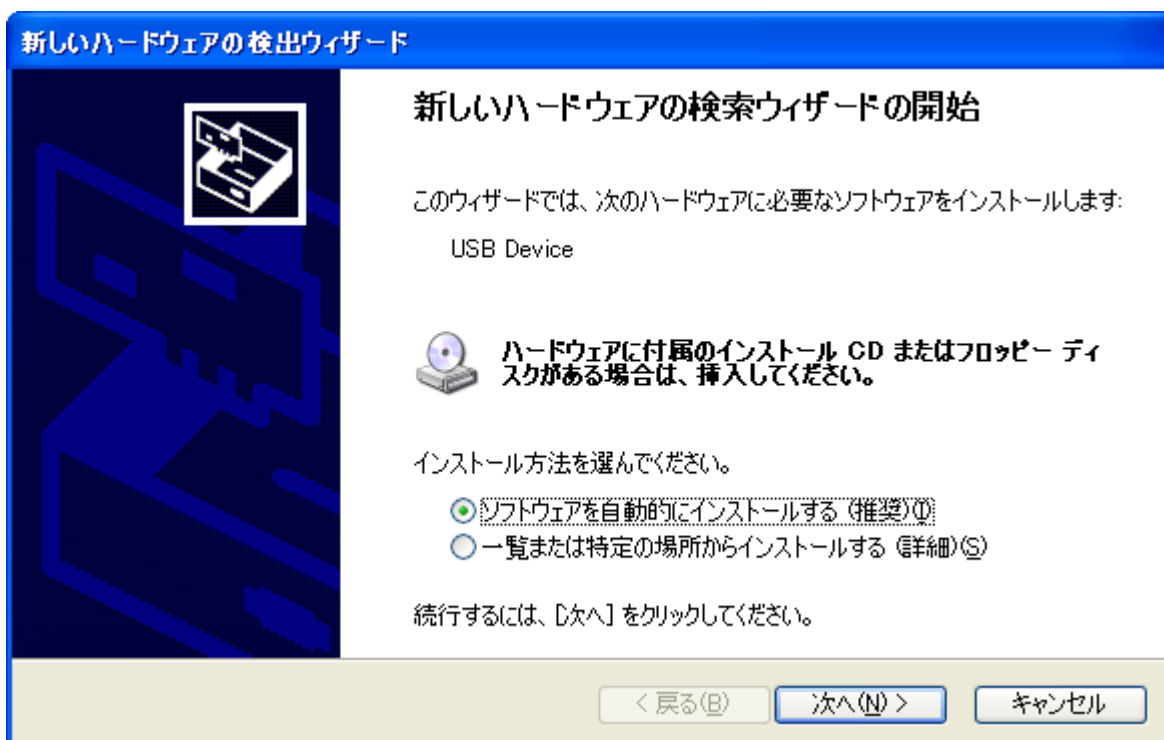 新しいハードウェアの検出ウィザード
新しいハードウェアの検索ウィザードの開始
このウィザードでは、次のハードウェアに必要なソフトウェアをインストールします:
USB Device
ハードウェアに付属のインストール CD またはフロッピー ディ
スクがある場合は、挿入してください。
インストール方法を選んでください。
ソフトウェアを自動的にインストールする (推奨)(I)
一覧または特定の場所からインストールする (詳細)(S)
続行するには、[次へ] をクリックしてください。
< 戻る(B)
次へ(N) >
キャンセル